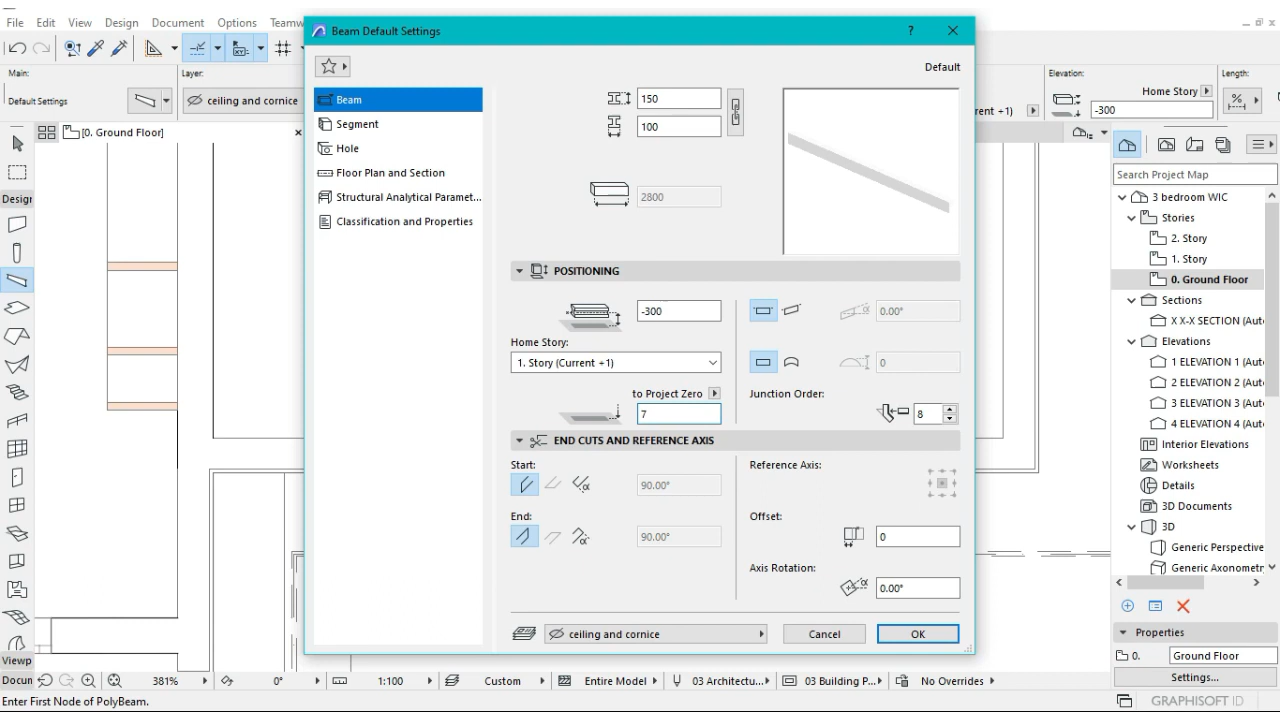 Beam Default Settings
?
File Edit View Design Document Options Teamw
Default
Main:
Layer:
Elevation:
Length:
Default Settings
ceiling and cornice
Beam
150
100
Home Story
-300
rent +1)
[0. Ground Floor]
Segment
Hole
Floor Plan and Section
Structural Analytical Paramet...
Classification and Properties
2800
Search Project Map
3 bedroom WIC
Stories
2. Story
1. Story
0. Ground Floor
Sections
X X-X SECTION (Aut
Elevations
1 ELEVATION 1 (Aut
2 ELEVATION 2 (Aut
3 ELEVATION 3 (Aut
4 ELEVATION 4 (Aut
Interior Elevations
Worksheets
Details
3D Documents
3D
Generic Perspective
Generic Axonometr
Design
POSITIONING
-300
0.00°
Home Story:
1. Story (Current +1)
0
to Project Zero
7
Junction Order:
8
END CUTS AND REFERENCE AXIS
Start:
90.00°
Reference Axis:
End:
90.00°
Offset:
0
Axis Rotation:
0.00°
ceiling and cornice
Cancel
OK
Properties
0.
Ground Floor
Settings...
Viewp
Docun
381%
0°
1:100
Custom
Entire Model
03 Architectu...
03 Building P...
No Overrides
Enter First Node of PolyBeam.
GRAPHISOFT ID